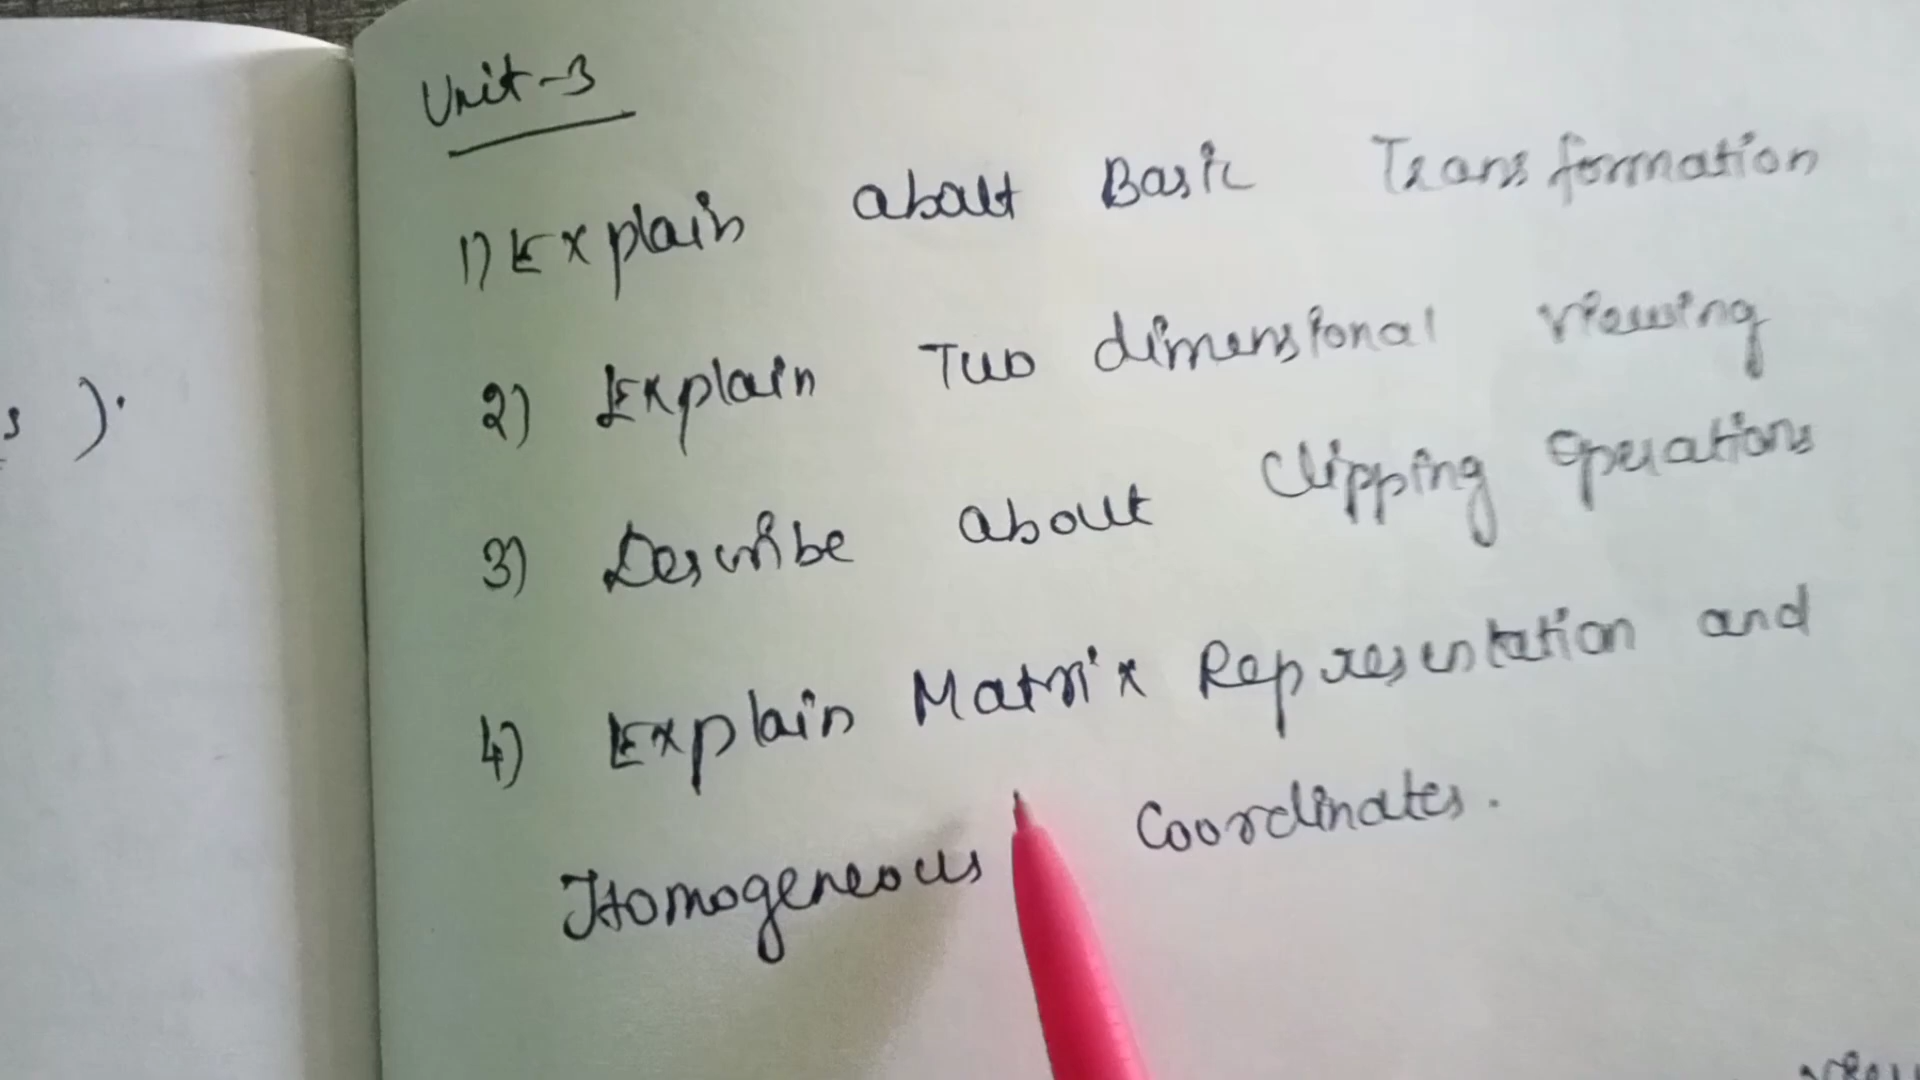 Unit-3
1) Explain about Basic Transformation
2) Explain Two dimensional viewing
3) Describe about Clipping Operations
4) Explain Matrix Representation and
Homogeneous Coordinates.
s ).